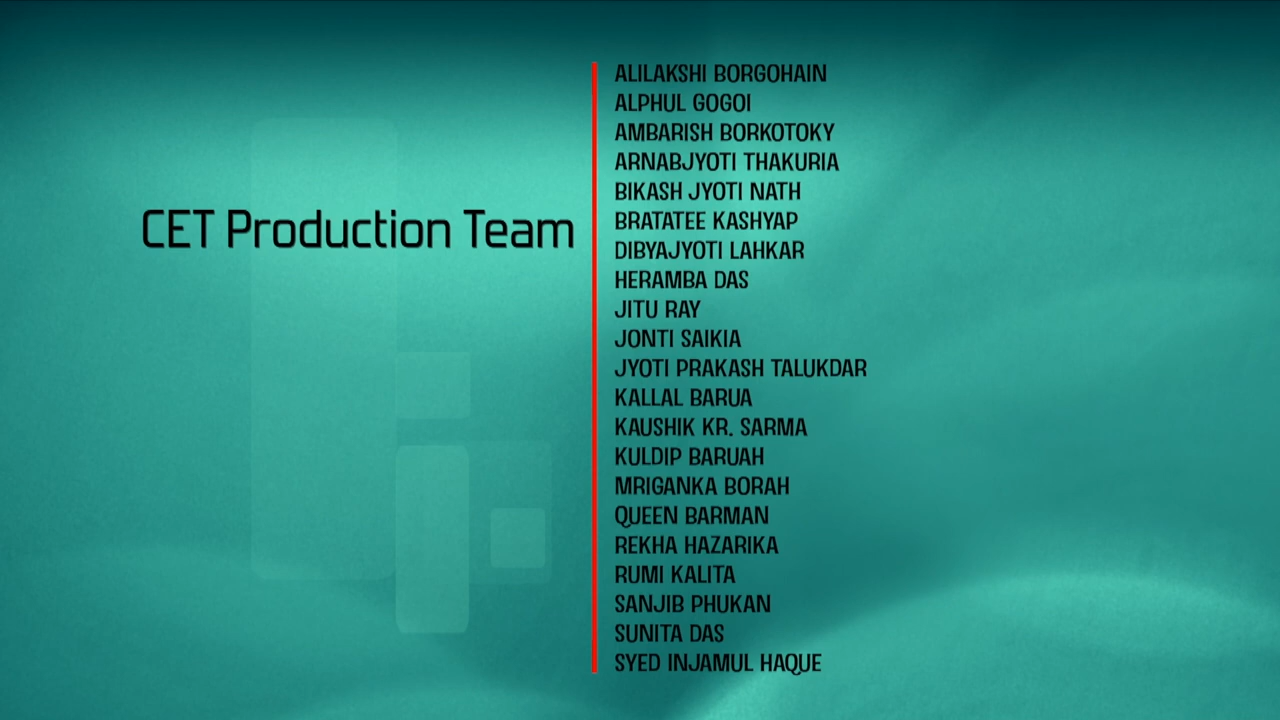 CET Production Team
ALILAKSHI BORGOHAIN
ALPHUL GOGOI
AMBARISH BORKOTOKY
ARNABJYOTI THAKURIA
BIKASH JYOTI NATH
BRATATEE KASHYAP
DIBYAJYOTI LAHKAR
HERAMBA DAS
JITU RAY
JONTI SAIKIA
JYOTI PRAKASH TALUKDAR
KALLAL BARUA
KAUSHIK KR. SARMA
KULDIP BARUAH
MRIGANKA BORAH
QUEEN BARMAN
REKHA HAZARIKA
RUMI KALITA
SANJIB PHUKAN
SUNITA DAS
SYED INJAMUL HAQUE